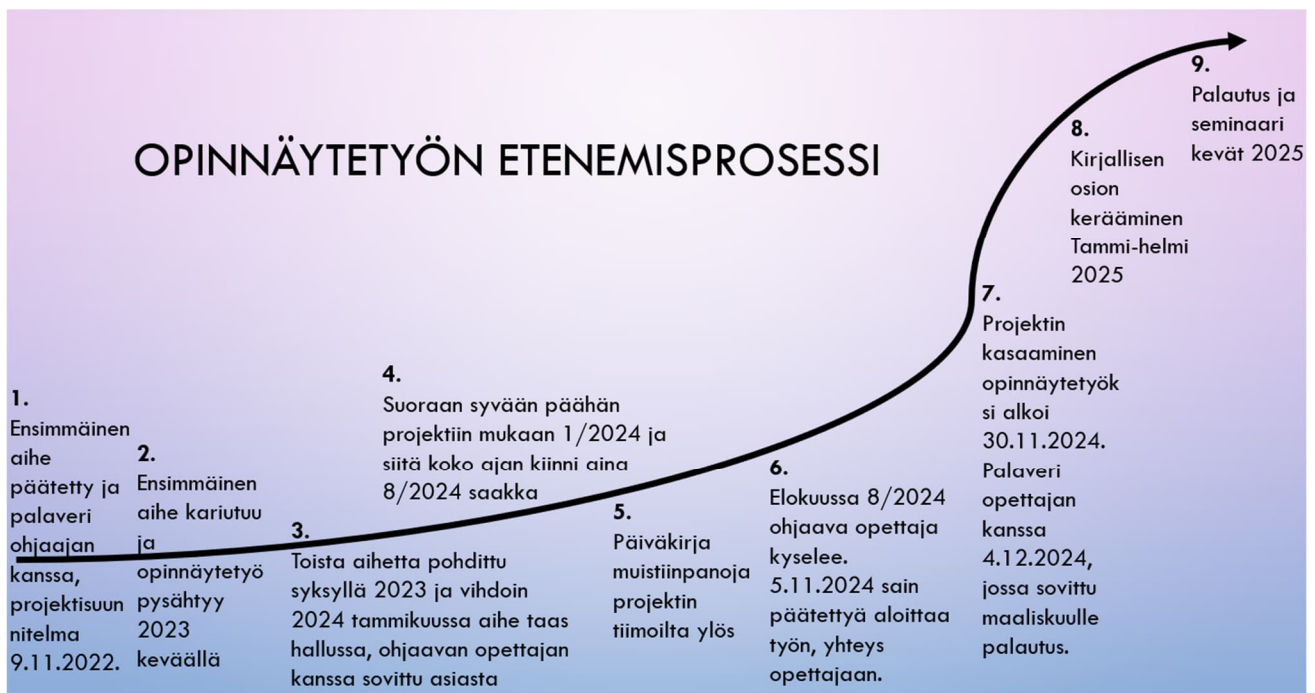 OPINNÄYTETYÖN ETENEMISPROSESSI
1.
Ensimmäinen
aihe
päätetty ja
palaveri
ohjaajan
kanssa,
projektisuun
nitelma
9.11.2022.
2.
Ensimmäinen
aihe kariutuu
ja
opinnäytetyö
pysähtyy
2023
keväällä
3.
Toista aihetta pohdittu
syksyllä 2023 ja vihdoin
2024 tammikuussa aihe taas
hallussa, ohjaavan opettajan
kanssa sovittu asiasta
4.
Suoraan syvään päähän
projektiin mukaan 1/2024 ja
siitä koko ajan kiinni aina
8/2024 saakka
5.
Päiväkirja
muistiinpanoja
projektin
tiimoilta ylös
6.
Elokuussa 8/2024
ohjaava opettaja
kyselee.
5.11.2024 sain
päätettyä aloittaa
työn, yhteys
opettajaan.
7.
Projektin
kasaaminen
opinnäytetyök
si alkoi
30.11.2024.
Palaveri
opettajan
kanssa
4.12.2024,
jossa sovittu
maaliskuulle
palautus.
8.
Kirjallisen
osion
kerääminen
Tammi-helmi
2025
9.
Palautus ja
seminaari
kevät 2025